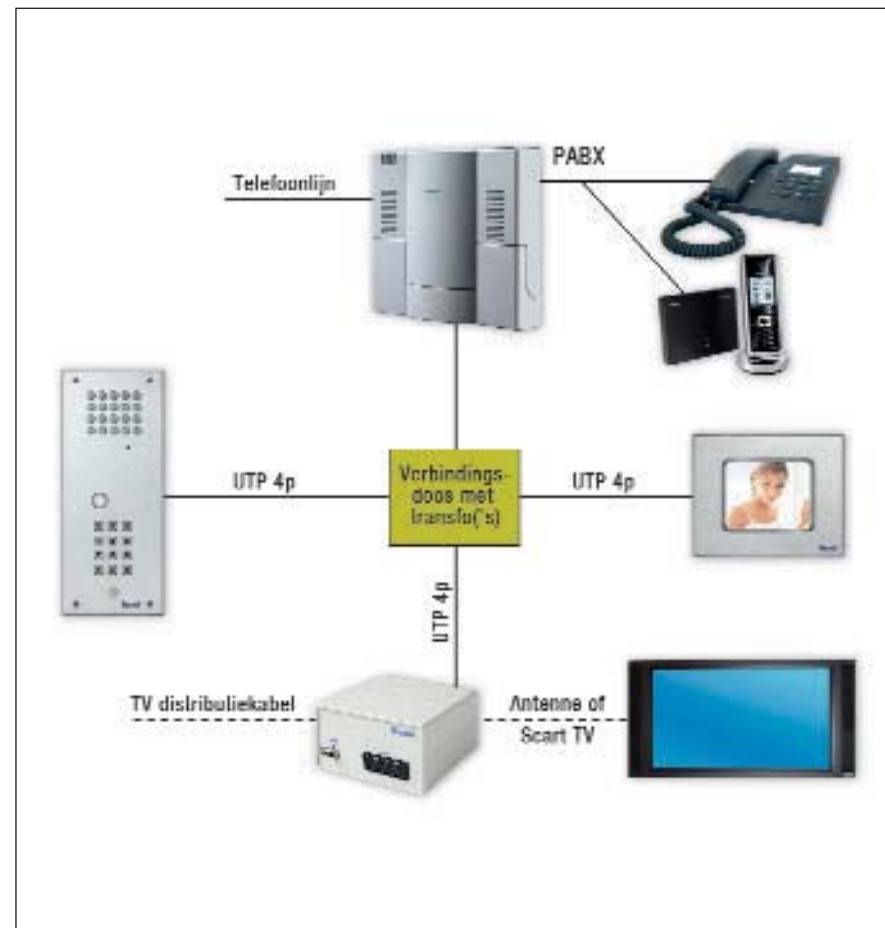 PABX
Telefoonlijn
UTP 4p
Verbindings-
doos met
transfo('s)
UTP 4p
UTP 4p
TV distributiekabel
Antenne of
Scart TV